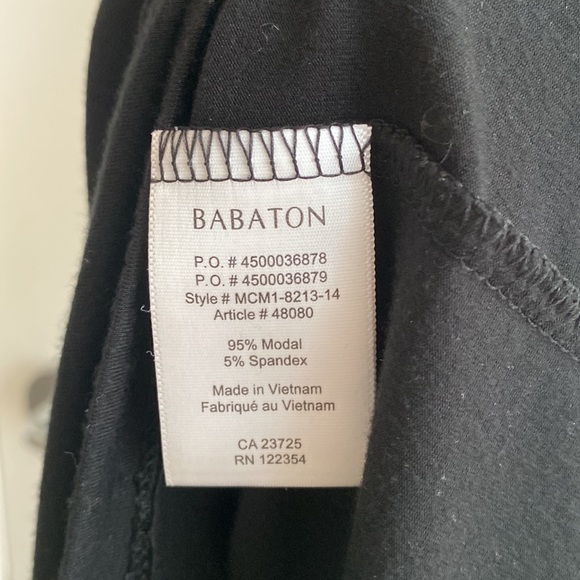 BABATON
P.O. # 4500036878
P.O. # 4500036879
Style # MCM1-8213-14
Article # 48080
95% Modal
5% Spandex
Made in Vietnam
Fabriqué au Vietnam
CA 23725
RN 122354